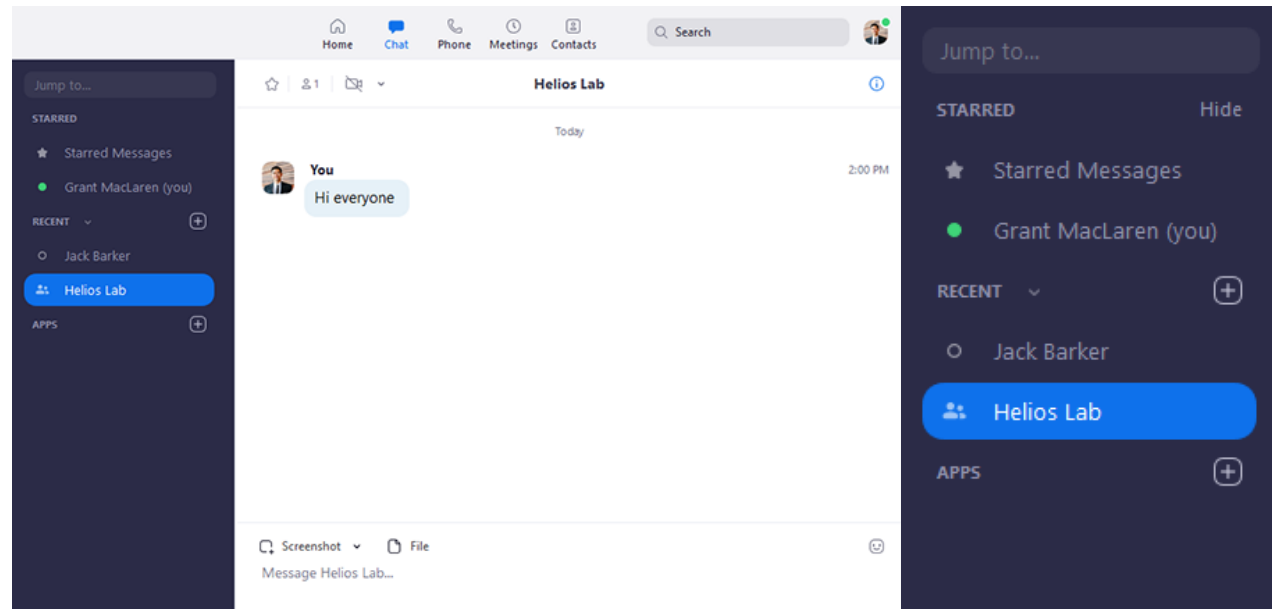 Home Chat Phone Meetings Contacts
Search
Jump to...
STARRED
Starred Messages
Grant MacLaren (you)
RECENT
Jack Barker
Helios Lab
APPS
1
Helios Lab
Today
You
2:00 PM
Hi everyone
Screenshot
File
Message Helios Lab...
Jump to...
STARRED Hide
Starred Messages
Grant MacLaren (you)
RECENT
Jack Barker
Helios Lab
APPS